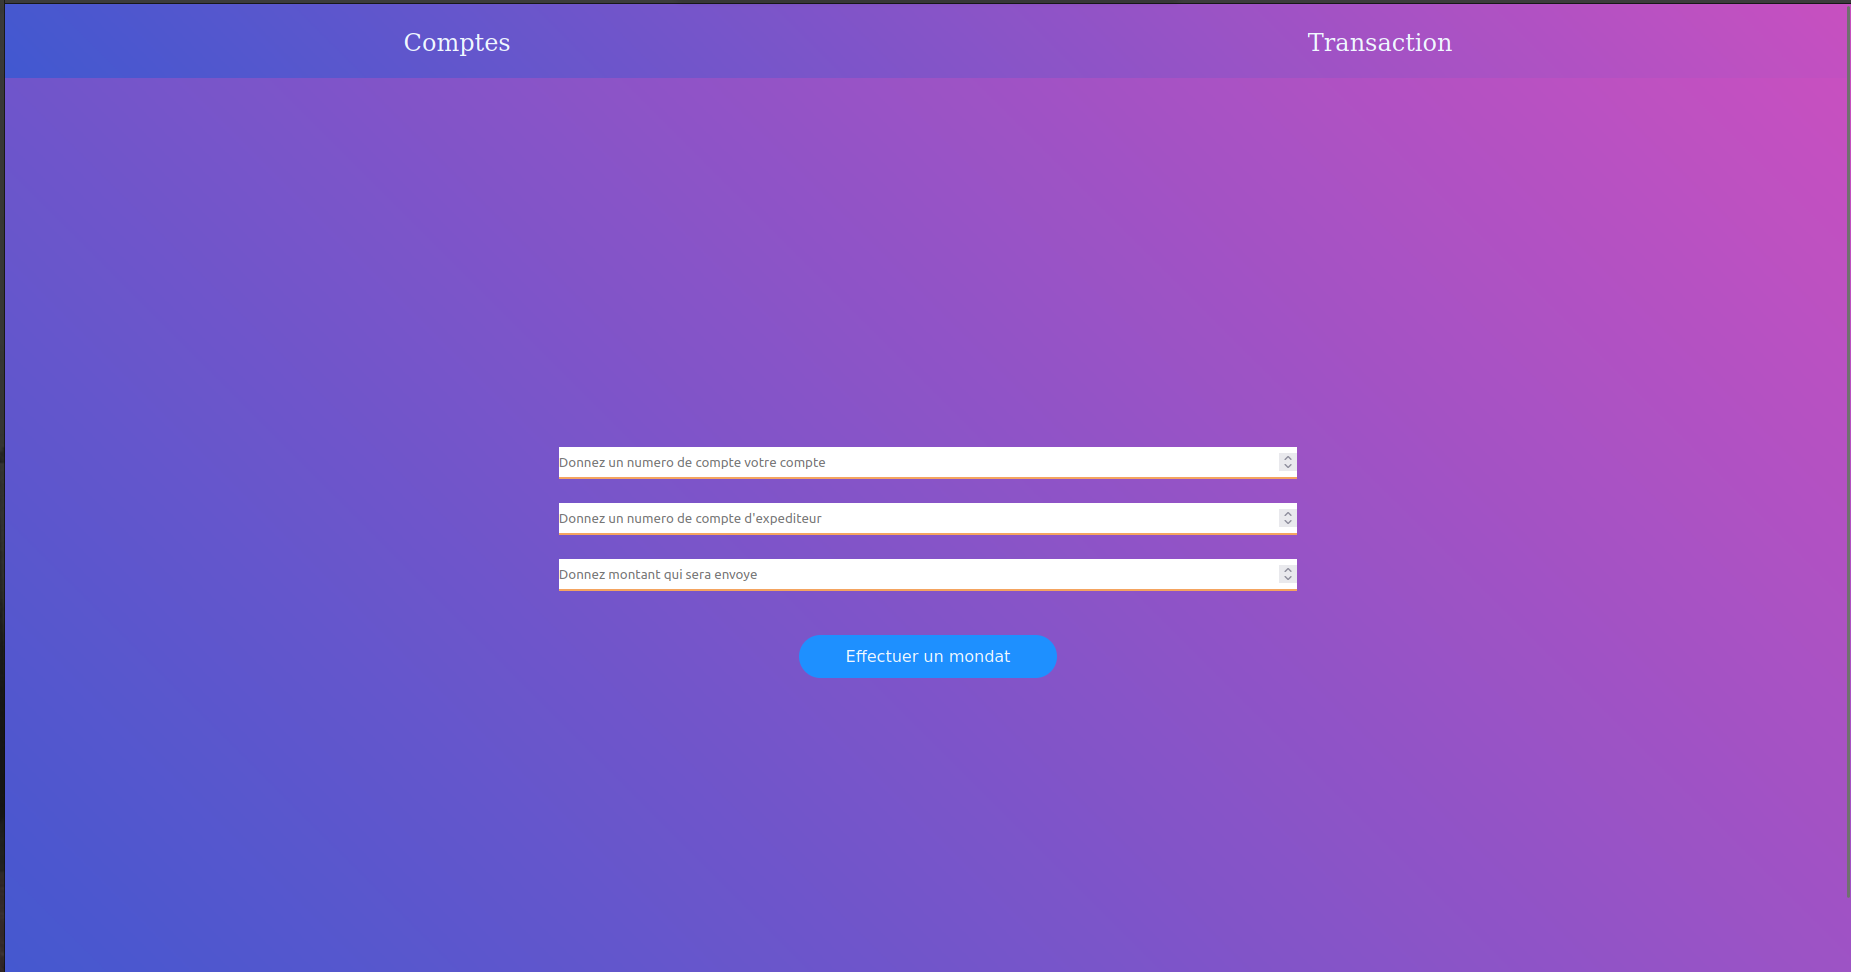 Comptes
Transaction
Donnez un numero de compte votre compte
Donnez un numero de compte d'expediteur
Donnez montant qui sera envoye
Effectuer un mondat